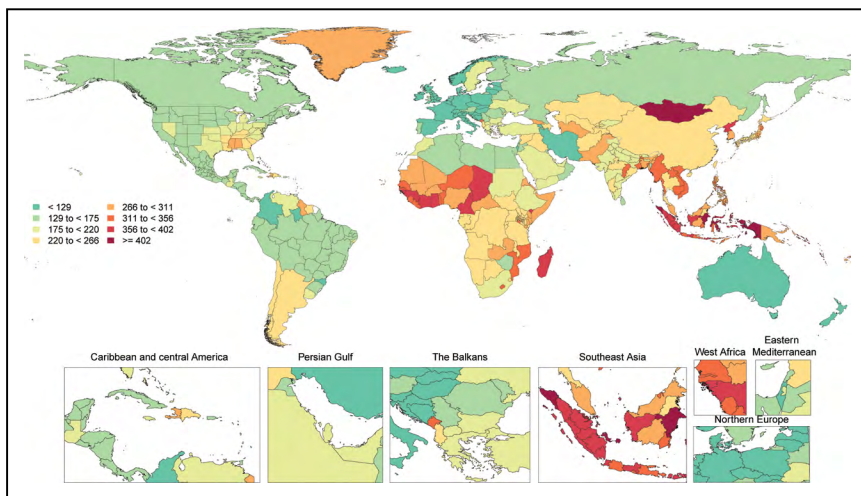 < 129
129 to < 175
175 to < 220
220 to < 266
266 to < 311
311 to < 356
356 to < 402
>= 402
Caribbean and central America
Persian Gulf
The Balkans
Southeast Asia
West Africa
Eastern
Mediterranean
Northern Europe